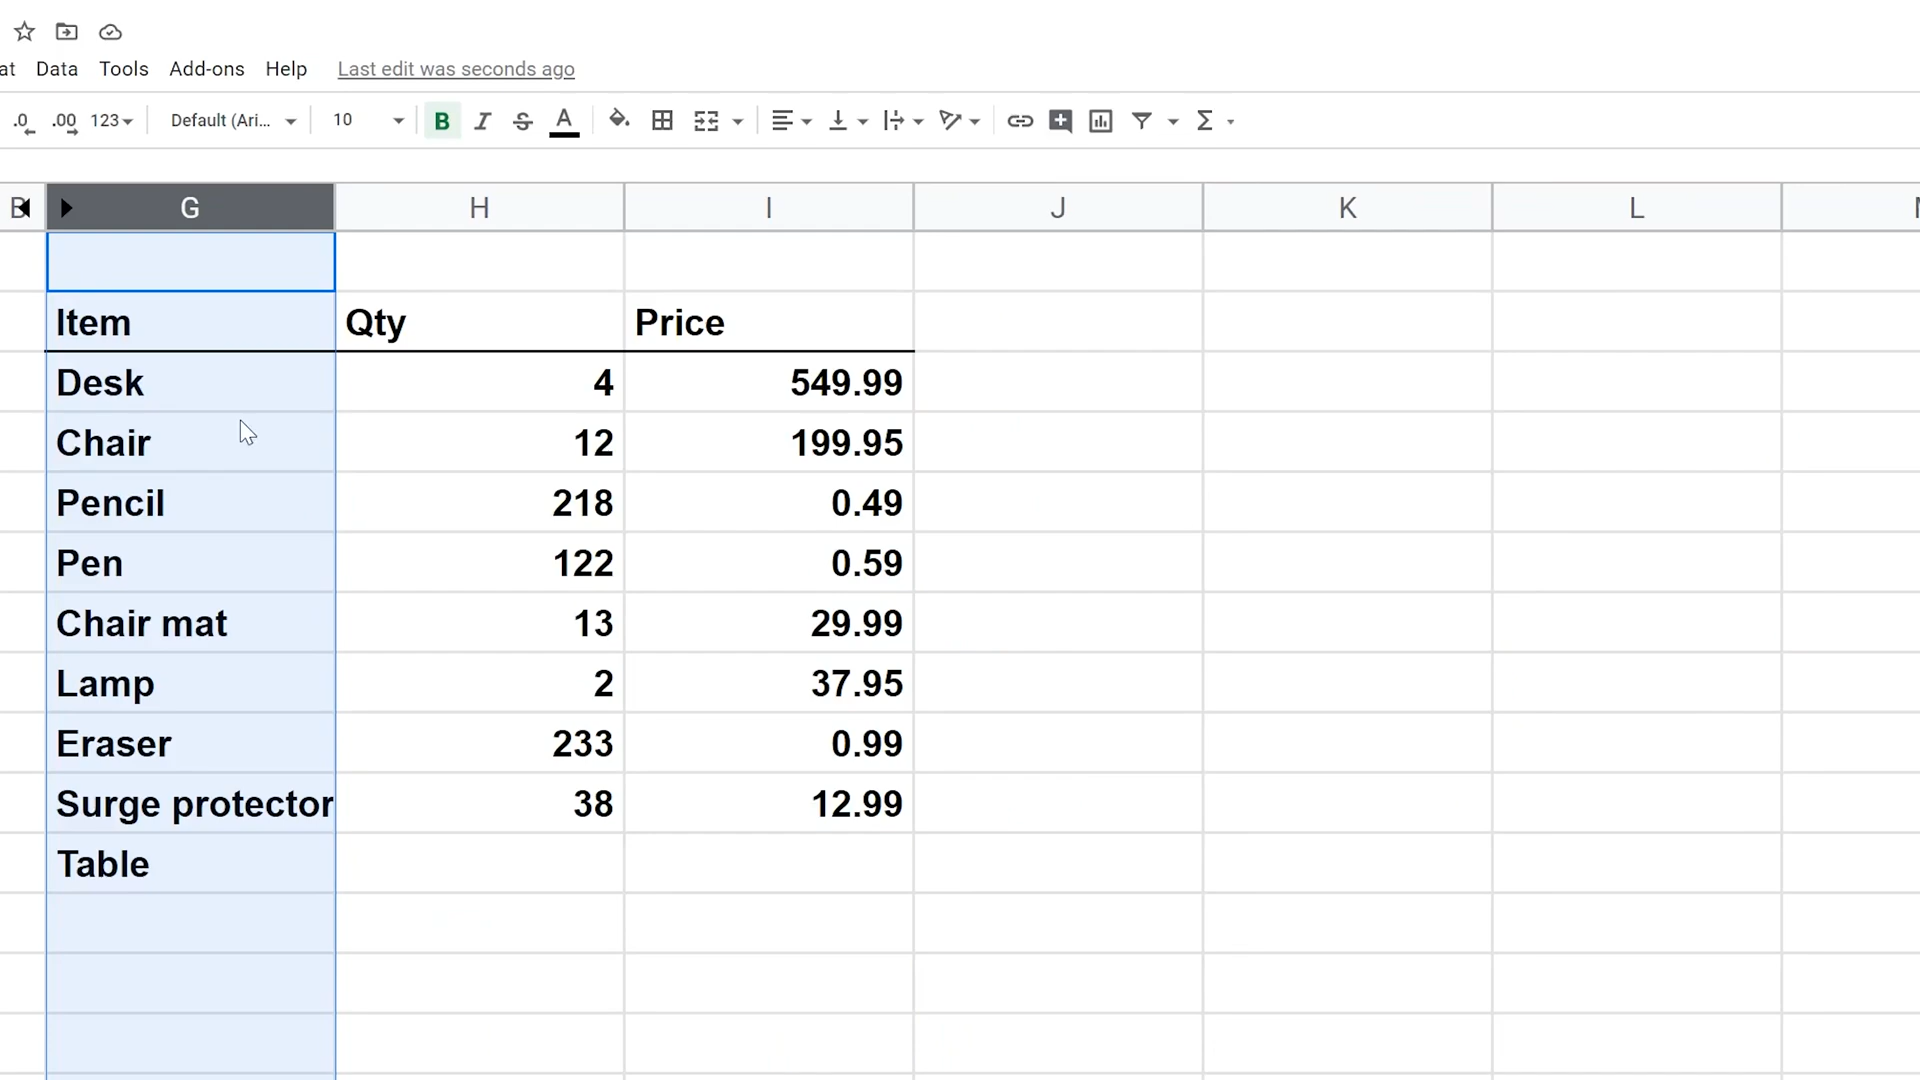 at Data Tools Add-ons Help Last edit was seconds ago
.0 .00 123 Default (Ari... 10 B I S A Σ
B G H I J K L
Item Qty Price
Desk 4 549.99
Chair 12 199.95
Pencil 218 0.49
Pen 122 0.59
Chair mat 13 29.99
Lamp 2 37.95
Eraser 233 0.99
Surge protector 38 12.99
Table